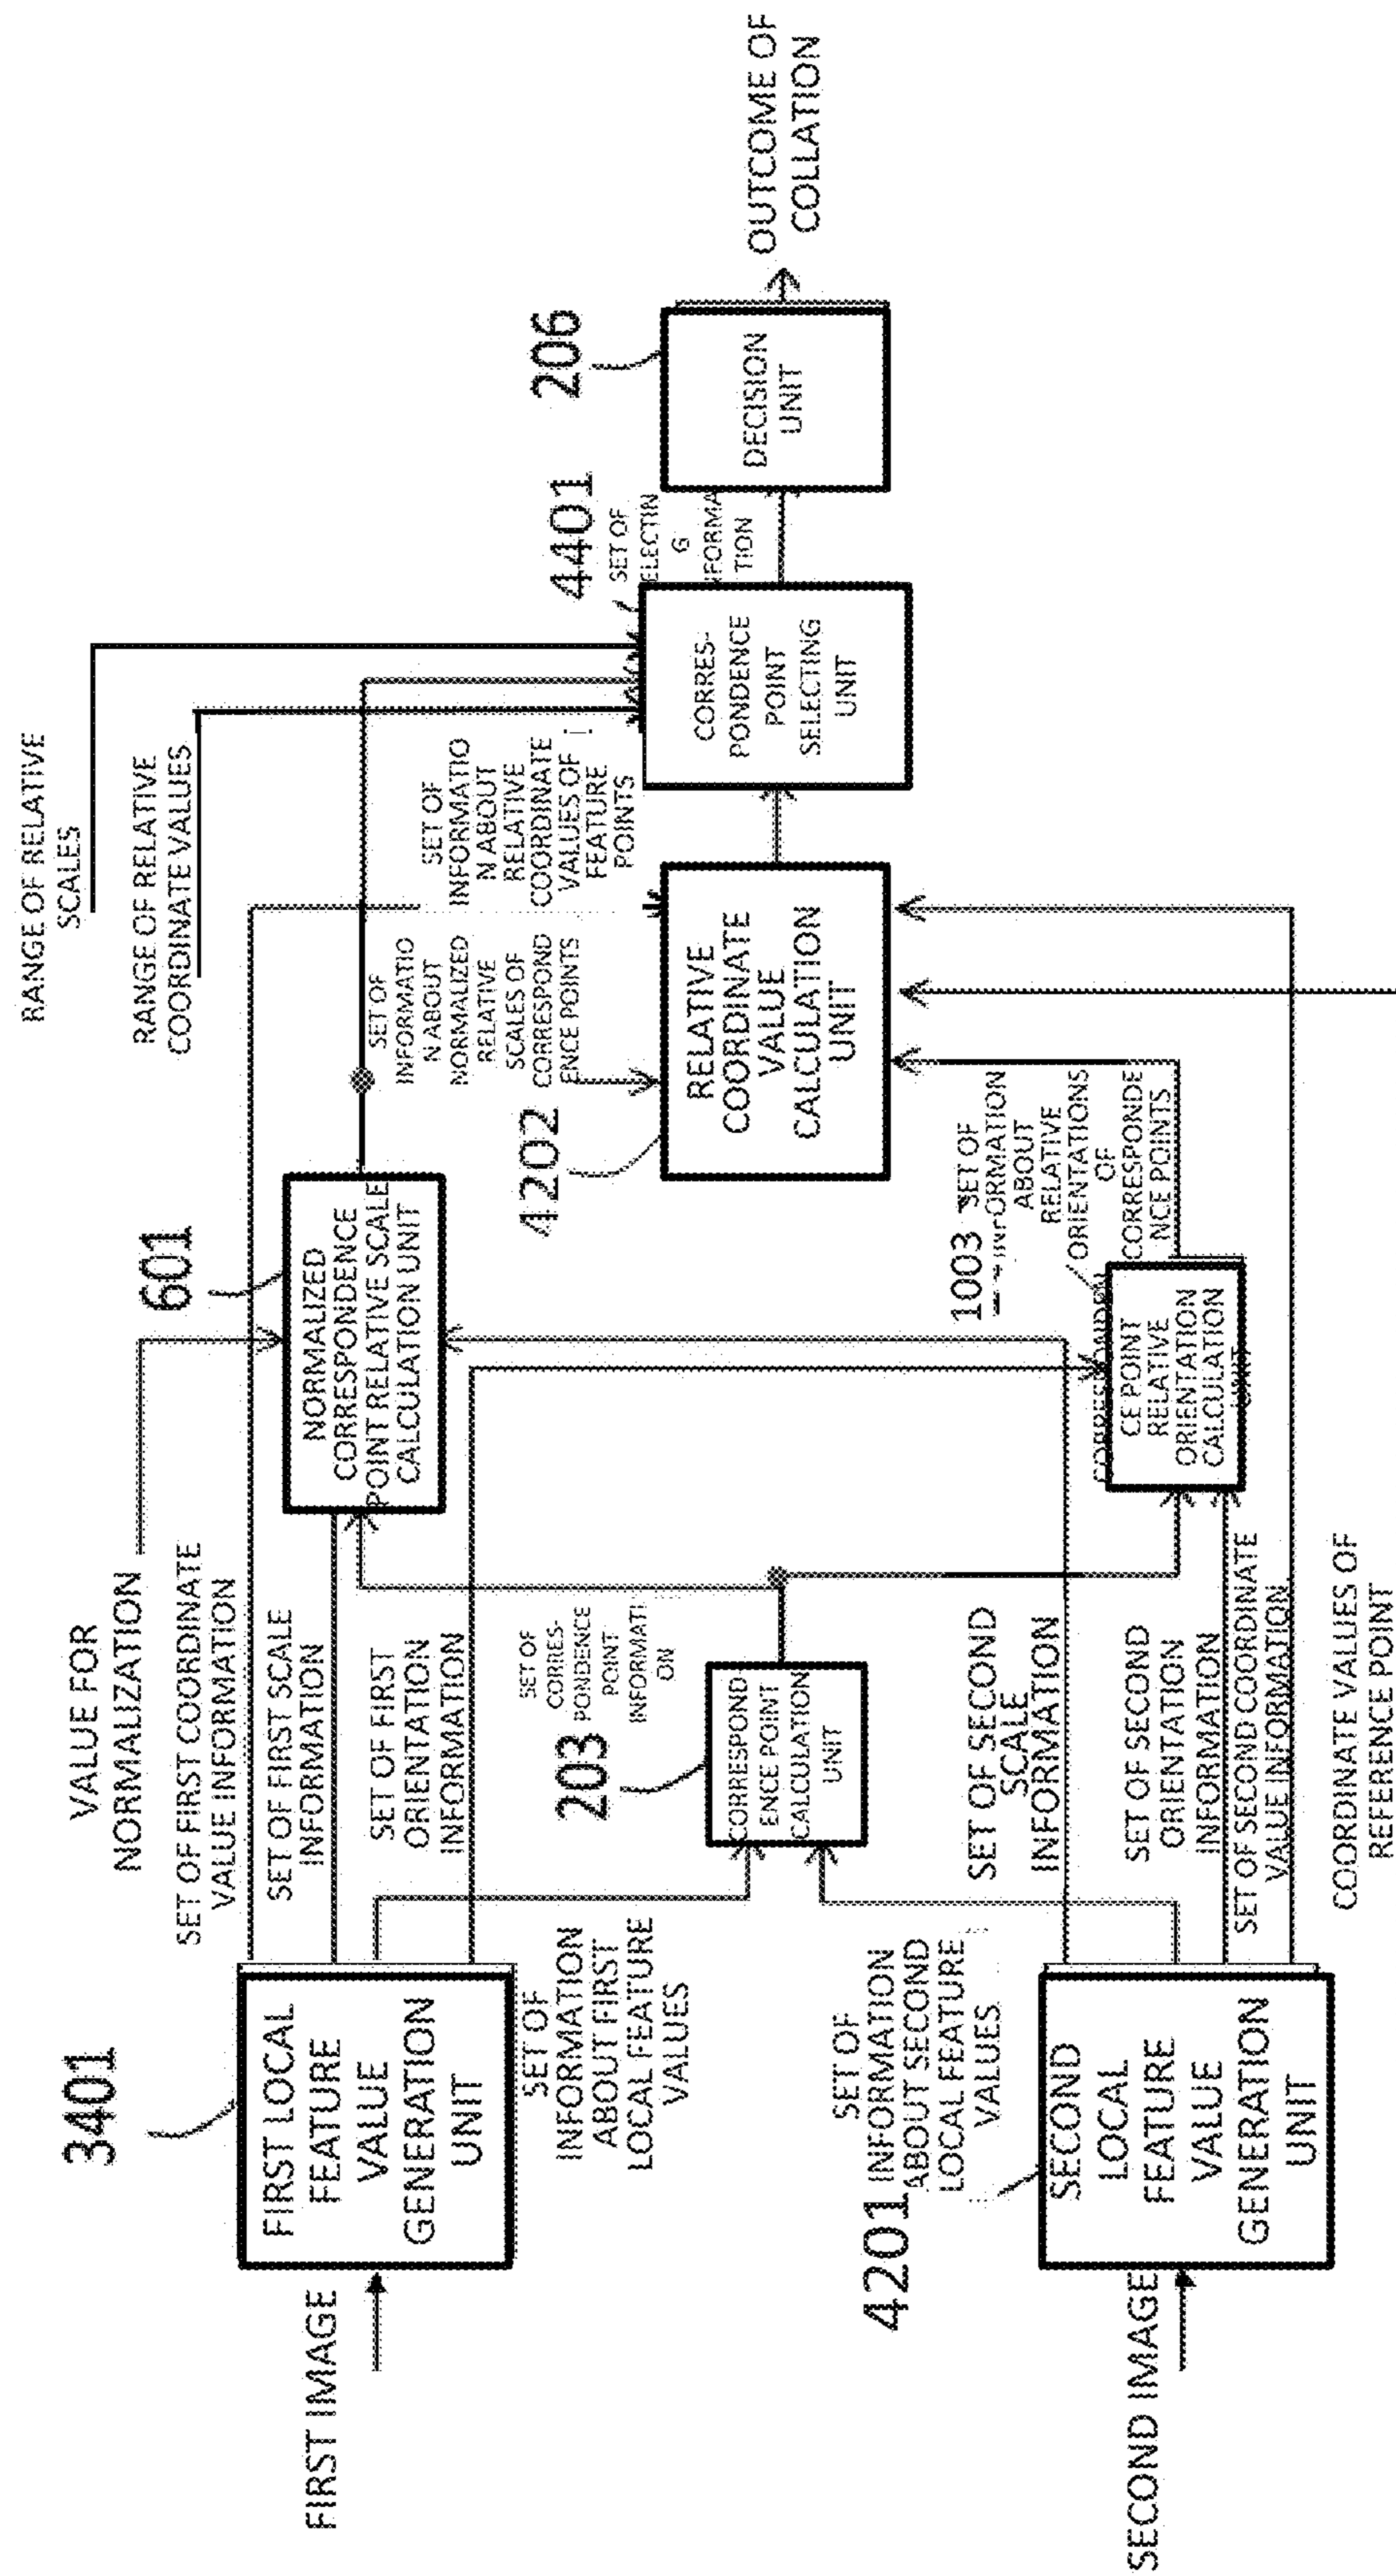 RANGE OF RELATIVE
SCALES
RANGE OF RELATIVE
COORDINATE VALUES
VALUE FOR
NORMALIZATION
601
NORMALIZED
CORRESPONDENCE
POINT RELATIVE SCALE
CALCULATION UNIT
SET OF FIRST COORDINATE
VALUE INFORMATION
SET OF FIRST SCALE
INFORMATION
SET OF FIRST
ORIENTATION
INFORMATION
3401
FIRST LOCAL
FEATURE
VALUE
GENERATION
UNIT
FIRST IMAGE
SET OF
INFORMATION
ABOUT FIRST
LOCAL FEATURE
VALUES
SET OF
CORRES-
PONDENCE
POINT
INFORMATI
ON
203
CORRESPOND
ENCE POINT
CALCULATION
UNIT
SET OF
INFORMATIO
N ABOUT
NORMALIZED
RELATIVE
SCALES OF
CORRESPOND
ENCE POINTS
SET OF
INFORMATIO
N ABOUT
RELATIVE
COORDINATE
VALUES OF
FEATURE
POINTS
4202
RELATIVE
COORDINATE
VALUE
CALCULATION
UNIT
4401
CORRES-
PONDENCE
POINT
SELECTING
UNIT
SET OF
ELECTIN
G
FORMA
TION
206
DECISION
UNIT
OUTCOME OF
COLLATION
SET OF
INFORMATION
ABOUT SECOND
LOCAL FEATURE
VALUES
4201
SECOND
LOCAL
FEATURE
VALUE
GENERATION
UNIT
SECOND IMAGE
SET OF SECOND
SCALE
INFORMATION
SET OF SECOND
ORIENTATION
INFORMATION
SET OF SECOND COORDINATE
VALUE INFORMATION
COORDINATE VALUES OF
REFERENCE POINT
1003
CORRESPONDEN
CE POINT
RELATIVE
ORIENTATION
CALCULATION
UNIT
SET OF
INFORMATION
ABOUT
RELATIVE
ORIENTATIONS
OF
CORRESPONDE
NCE POINTS